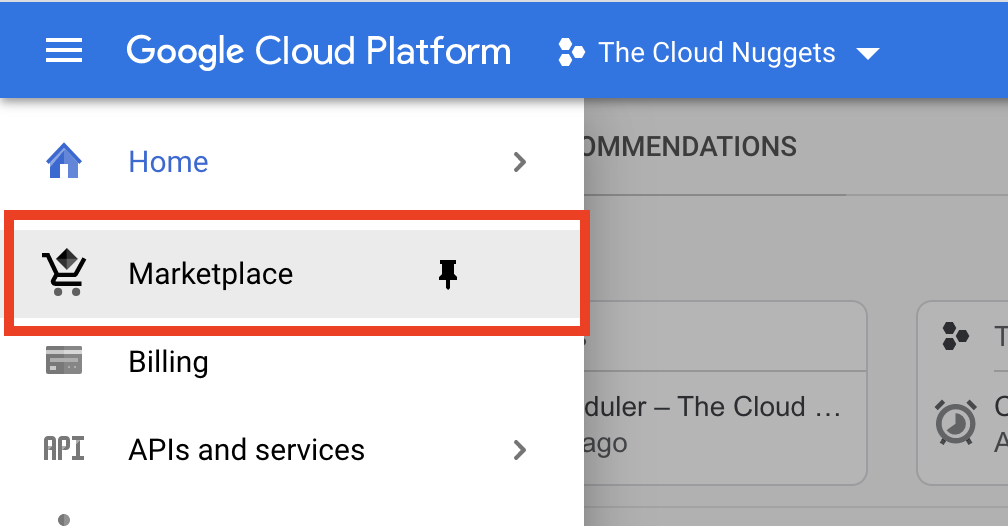 Google Cloud Platform The Cloud Nuggets
Home
OMMENDATIONS
Marketplace
Billing
duler – The Cloud ...
ago
API APIs and services